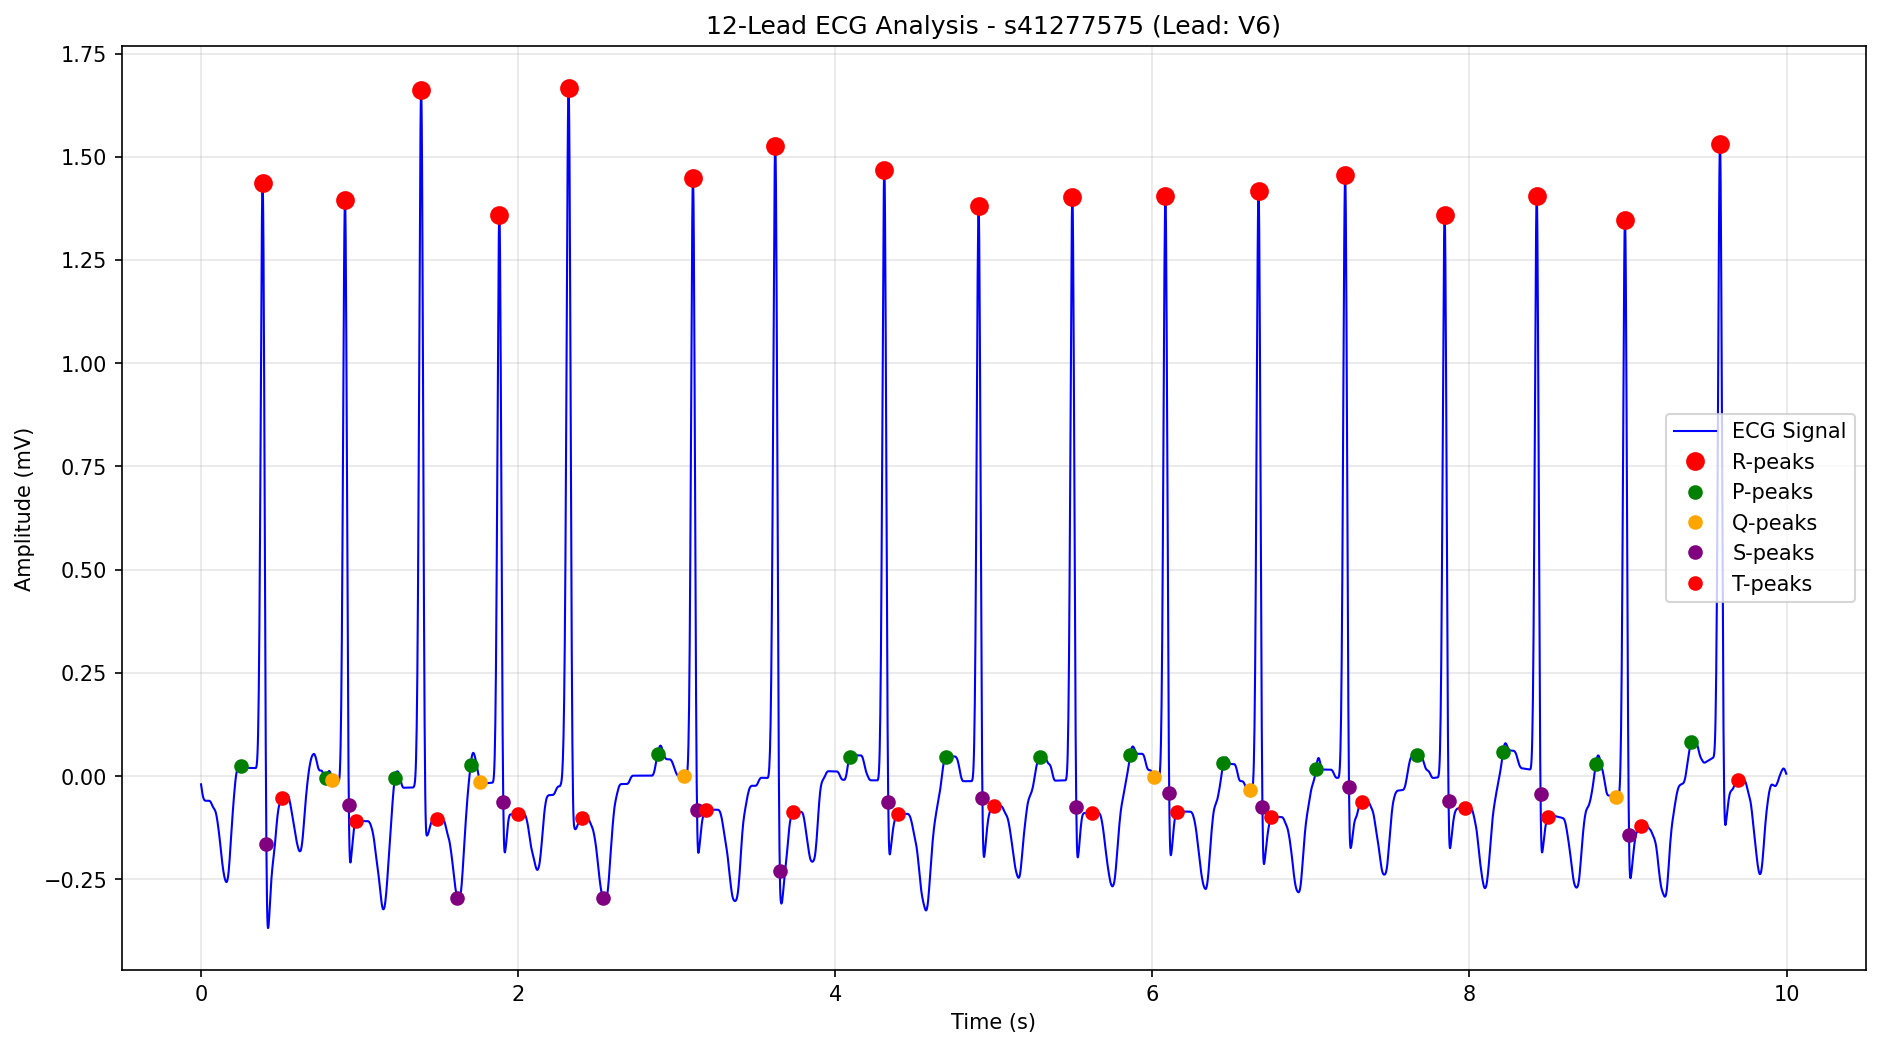 12-Lead ECG Analysis - s41277575 (Lead: V6)
1.75
1.50
1.25
1.00
0.75
0.50
0.25
0.00
−0.25
Amplitude (mV)
ECG Signal
R-peaks
P-peaks
Q-peaks
S-peaks
T-peaks
0 2 4 6 8 10
Time (s)